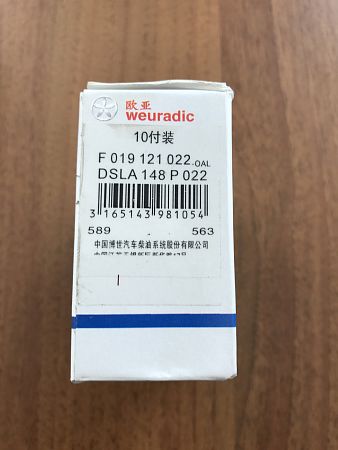 欧亚
weuradic
10付装
F 019 121 022.OAL
DSLA 148 P 022
3 165143 981054
589 563
中国博世汽车柴油系统股份有限公司